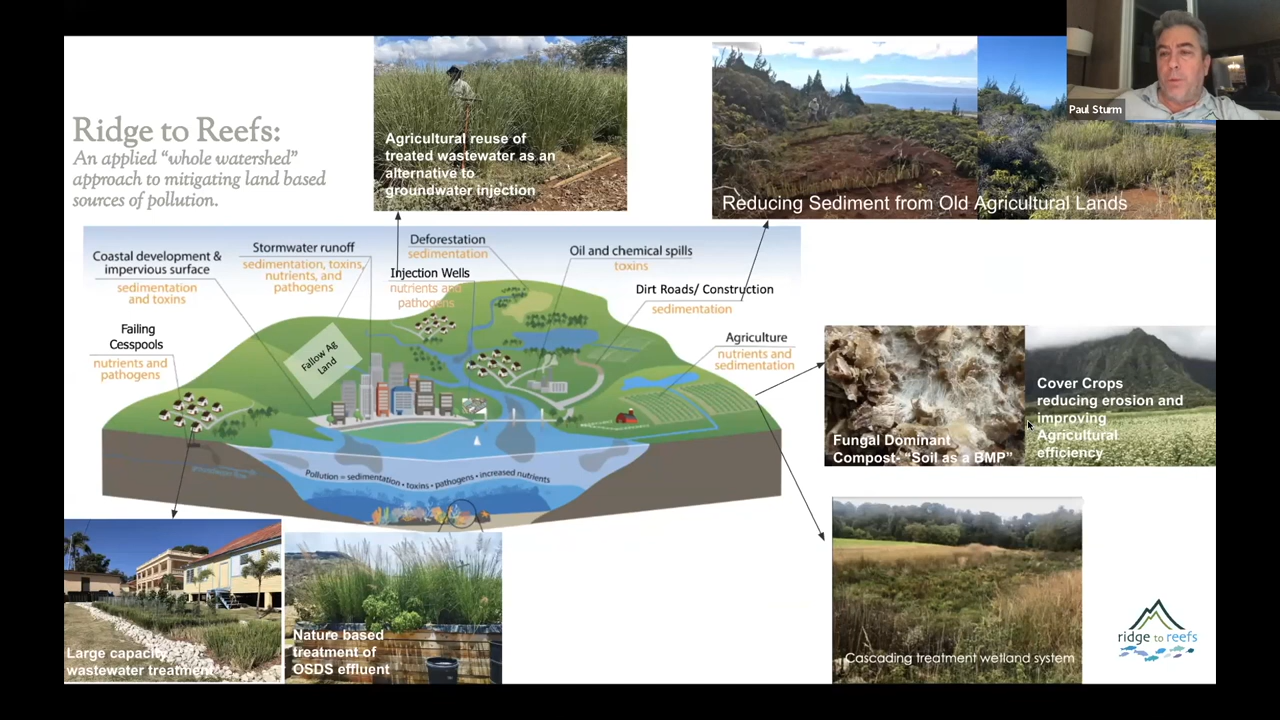 Ridge to Reefs:
An applied “whole watershed”
approach to mitigating land based
sources of pollution.
Agricultural reuse of
treated wastewater as an
alternative to
groundwater injection
Reducing Sediment from Old Agricultural Lands
Paul Sturm
Coastal development &
impervious surface
sedimentation
and toxins
Stormwater runoff
sedimentation, toxins,
nutrients, and
pathogens
Deforestation
sedimentation
Injection Wells
nutrients and
pathogens
Oil and chemical spills
toxins
Dirt Roads/ Construction
sedimentation
Agriculture
nutrients and
sedimentation
Failing
Cesspools
nutrients and
pathogens
Fallow Ag
Land
Pollution = sedimentation • toxins • pathogens • increased nutrients
Fungal Dominant
Compost- “Soil as a BMP”
Cover Crops
reducing erosion and
improving
Agricultural
efficiency
Large capacity
wastewater treatment
Nature based
treatment of
OSDS effluent
Cascading treatment wetland system
ridge to reefs